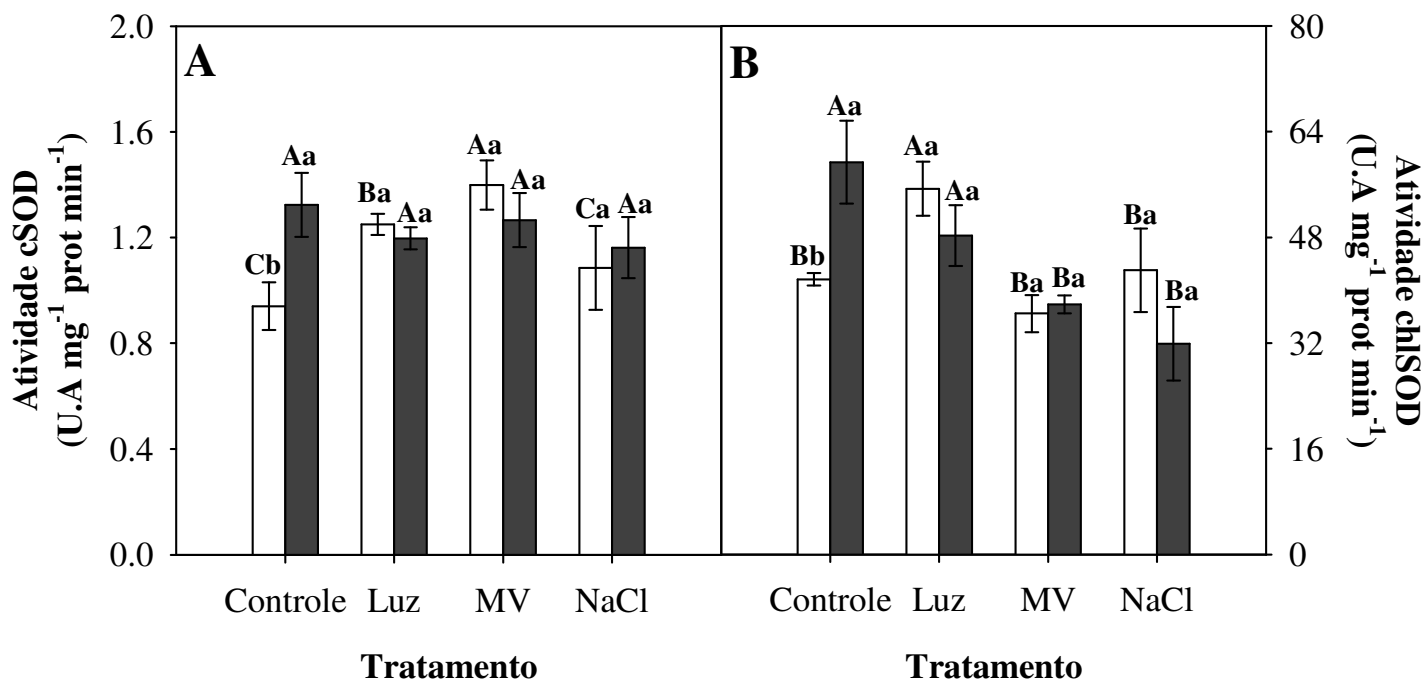 Atividade cSOD
(U.A mg-1 prot min-1)
2.0
1.6
1.2
0.8
0.4
0.0
A
Cb
Aa
Ba
Aa
Aa
Aa
Ca
Aa
Controle Luz MV NaCl
Tratamento
B
Bb
Aa
Aa
Aa
Ba
Ba
Ba
Ba
Controle Luz MV NaCl
Tratamento
80
64
48
32
16
0
Atividade chlSOD
(U.A mg-1 prot min-1)